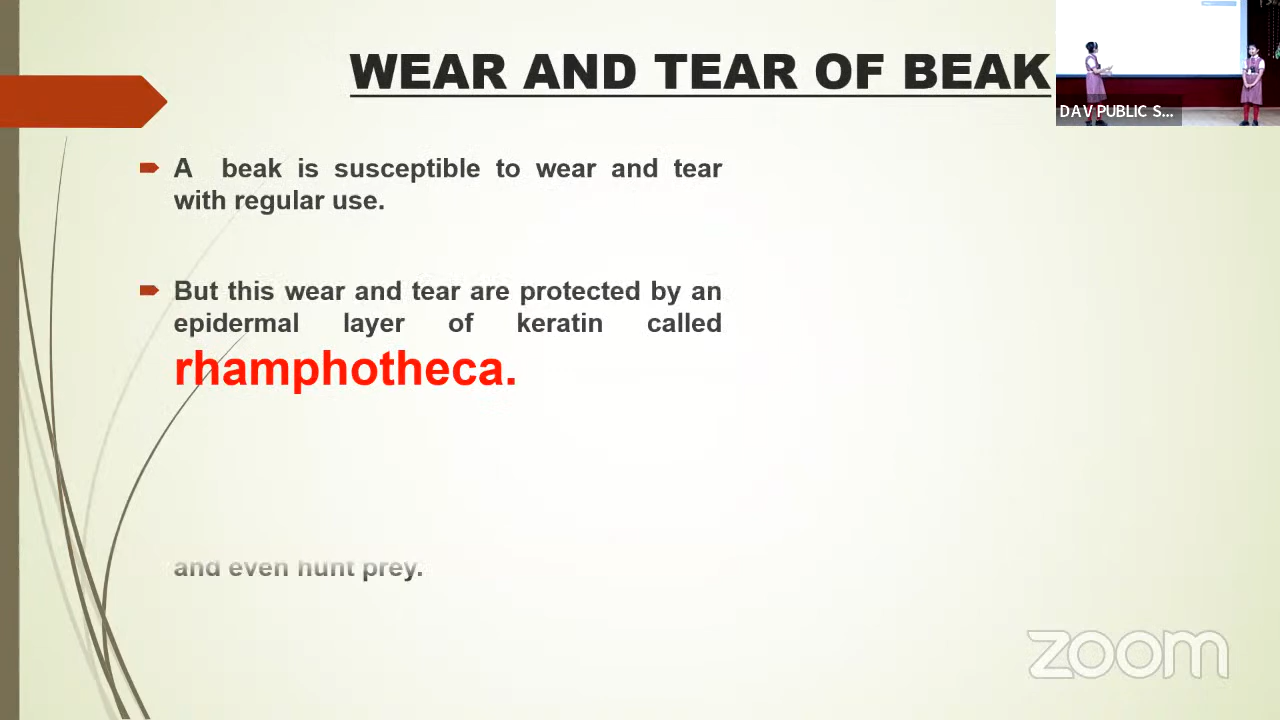 WEAR AND TEAR OF BEAK
DAV PUBLIC S...
A beak is susceptible to wear and tear
with regular use.
But this wear and tear are protected by an
epidermal layer of keratin called
rhamphotheca.
and even hunt prey.
zoom